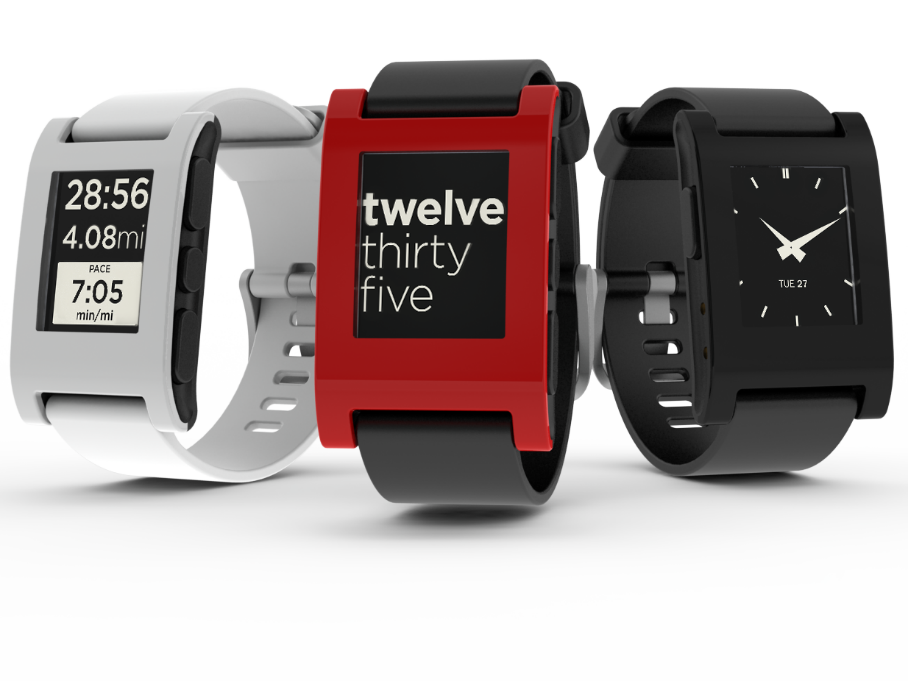 28:56
4.08mi
PACE
7:05
min/mi
twelve
thirty
five
TUE 27